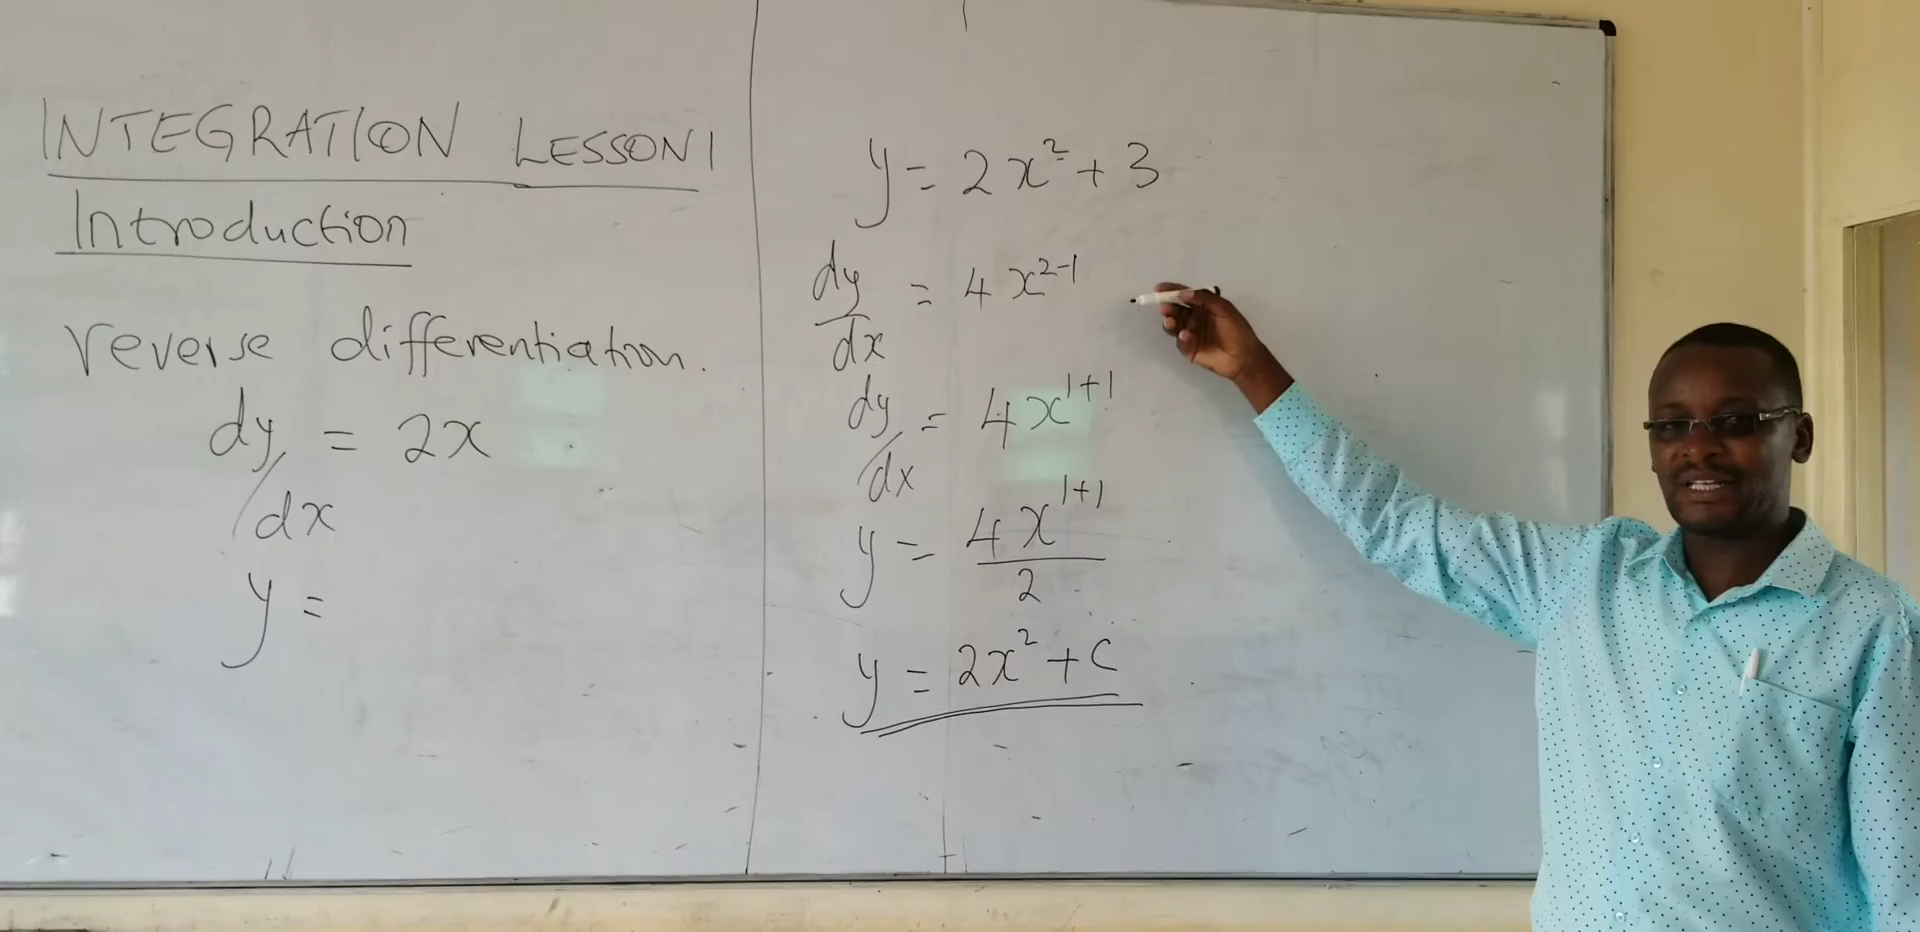 INTEGRATION LESSON 1
Introduction
reverse differentiation.
dy/dx = 2x
y =
y = 2x² + 3
dy/dx = 4x²⁻¹
dy/dx = 4x¹⁺¹
y = 4x¹⁺¹/2
y = 2x² + c